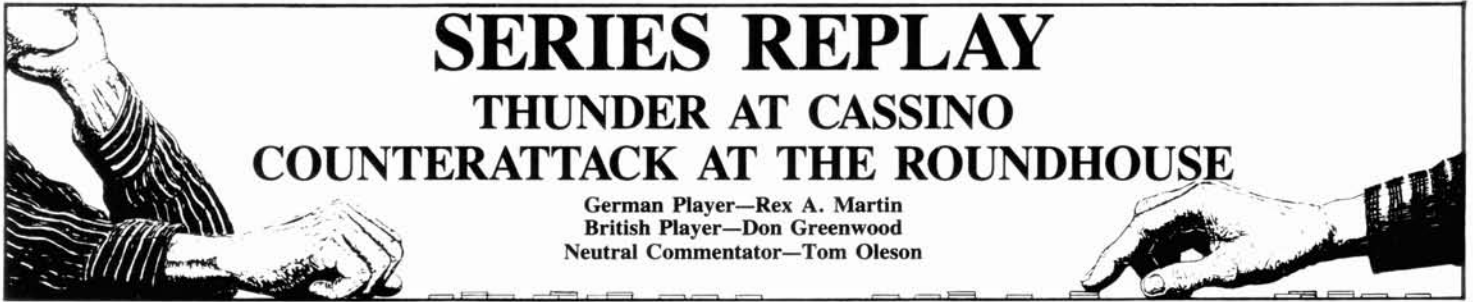 SERIES REPLAY
THUNDER AT CASSINO
COUNTERATTACK AT THE ROUNDHOUSE
German Player—Rex A. Martin
British Player—Don Greenwood
Neutral Commentator—Tom Oleson